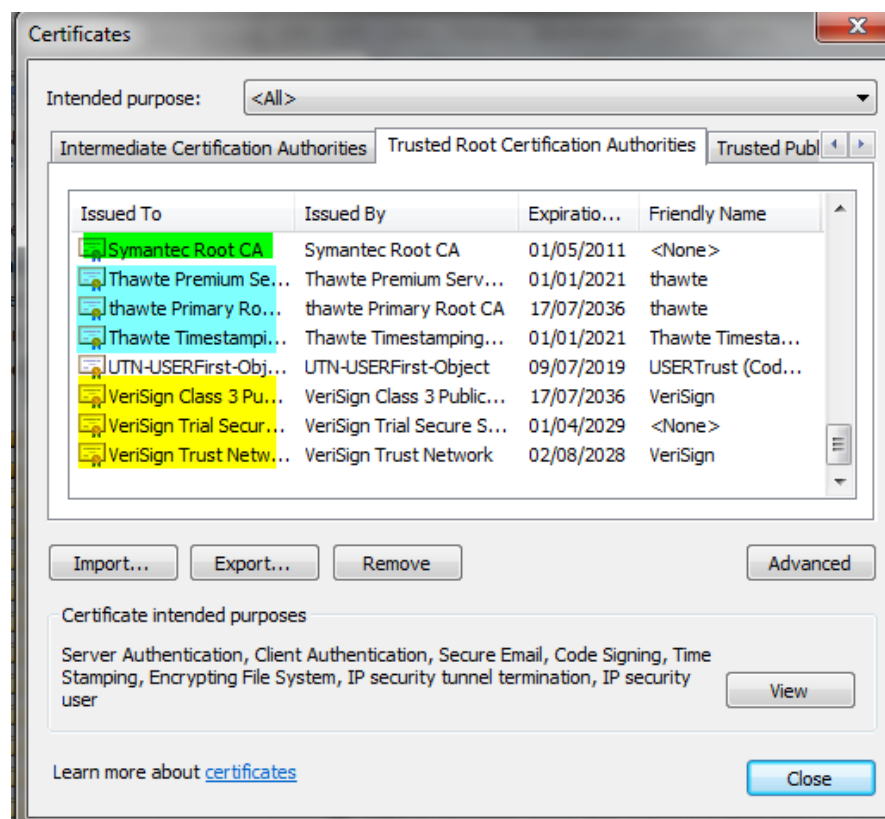 Certificates
Intended purpose: <All>
Intermediate Certification Authorities Trusted Root Certification Authorities Trusted Publ
Issued To Issued By Expiratio... Friendly Name
Symantec Root CA Symantec Root CA 01/05/2011 <None>
Thawte Premium Se... Thawte Premium Serv... 01/01/2021 thawte
thawte Primary Ro... thawte Primary Root CA 17/07/2036 thawte
Thawte Timestampi... Thawte Timestamping... 01/01/2021 Thawte Timesta...
UTN-USERFirst-Obj... UTN-USERFirst-Object 09/07/2019 USERTrust (Cod...
VeriSign Class 3 Pu... VeriSign Class 3 Public... 17/07/2036 VeriSign
VeriSign Trial Secur... VeriSign Trial Secure S... 01/04/2029 <None>
VeriSign Trust Netw... VeriSign Trust Network 02/08/2028 VeriSign
Import... Export... Remove Advanced
Certificate intended purposes
Server Authentication, Client Authentication, Secure Email, Code Signing, Time
Stamping, Encrypting File System, IP security tunnel termination, IP security
user
View
Learn more about certificates
Close